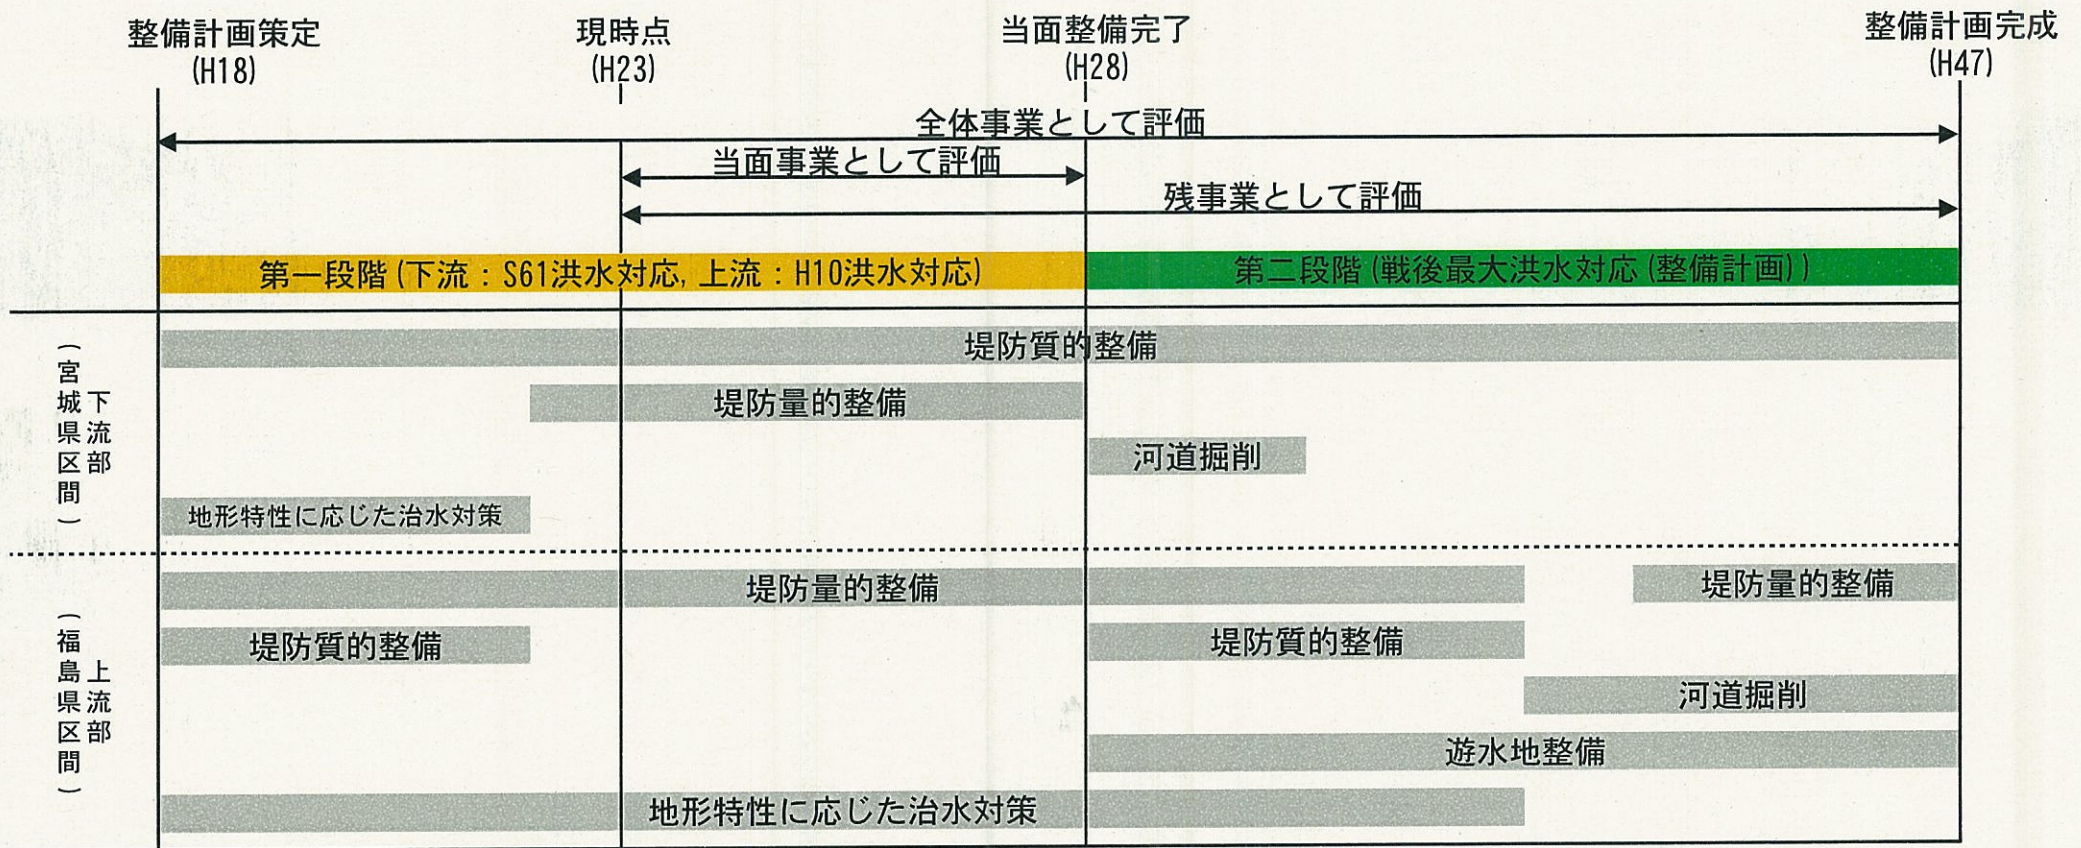 整備計画策定
(H18)
現時点
(H23)
当面整備完了
(H28)
整備計画完成
(H47)
全体事業として評価
当面事業として評価
残事業として評価
第一段階(下流：S61洪水対応, 上流：H10洪水対応)
第二段階(戦後最大洪水対応(整備計画))
下流部
(宮城県区間)
堤防質的整備
堤防量的整備
河道掘削
地形特性に応じた治水対策
上流部
(福島県区間)
堤防量的整備
堤防量的整備
堤防質的整備
堤防質的整備
河道掘削
遊水地整備
地形特性に応じた治水対策